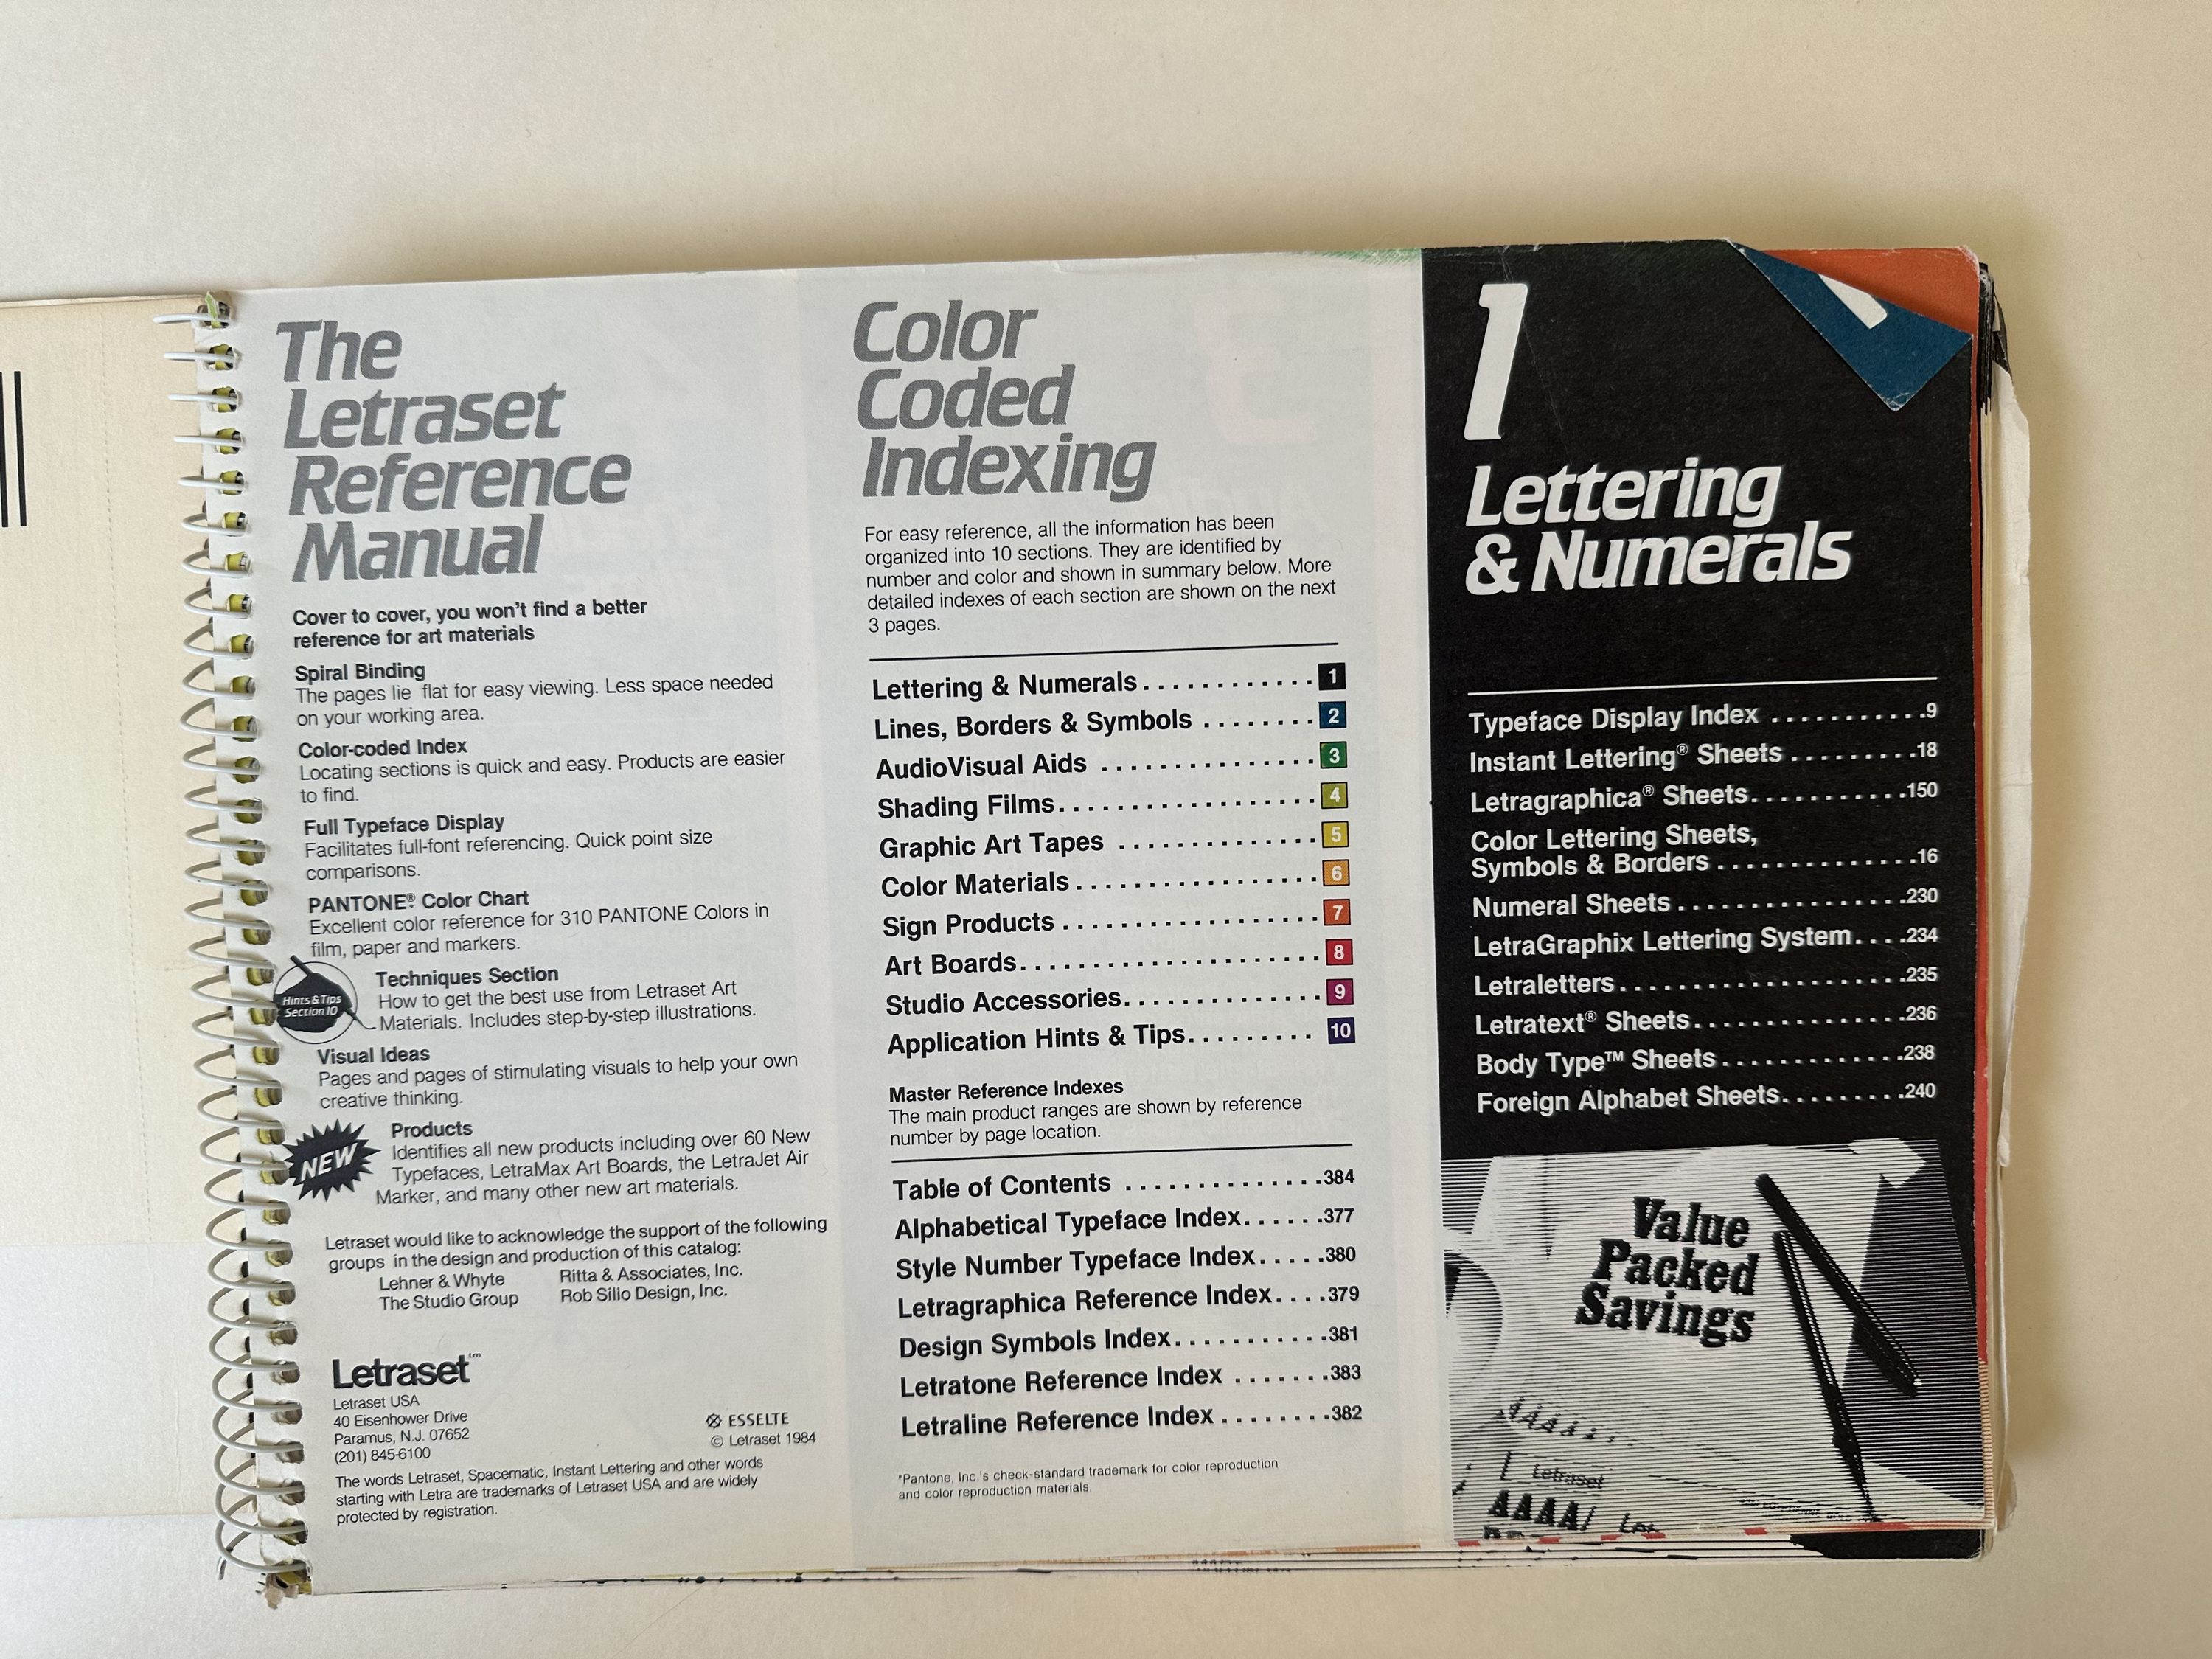 The
Letraset
Reference
Manual
Cover to cover, you won't find a better
reference for art materials
Spiral Binding
The pages lie flat for easy viewing. Less space needed
on your working area.
Color-coded Index
Locating sections is quick and easy. Products are easier
to find.
Full Typeface Display
Facilitates full-font referencing. Quick point size
comparisons.
PANTONE®* Color Chart
Excellent color reference for 310 PANTONE Colors in
film, paper and markers.
Hints & Tips
Section 10
Techniques Section
How to get the best use from Letraset Art
Materials. Includes step-by-step illustrations.
Visual Ideas
Pages and pages of stimulating visuals to help your own
creative thinking.
NEW
Products
Identifies all new products including over 60 New
Typefaces, LetraMax Art Boards, the LetraJet Air
Marker, and many other new art materials.
Letraset would like to acknowledge the support of the following
groups in the design and production of this catalog:
Lehner & Whyte Ritta & Associates, Inc.
The Studio Group Rob Silio Design, Inc.
Letraset™
Letraset USA
40 Eisenhower Drive
Paramus, N.J. 07652
(201) 845-6100
ESSELTE
© Letraset 1984
The words Letraset, Spacematic, Instant Lettering and other words
starting with Letra are trademarks of Letraset USA and are widely
protected by registration.
Color
Coded
Indexing
For easy reference, all the information has been
organized into 10 sections. They are identified by
number and color and shown in summary below. More
detailed indexes of each section are shown on the next
3 pages.
Lettering & Numerals............1
Lines, Borders & Symbols ........2
AudioVisual Aids ...............3
Shading Films..................4
Graphic Art Tapes ..............5
Color Materials.................6
Sign Products ..................7
Art Boards.....................8
Studio Accessories..............9
Application Hints & Tips.........10
Master Reference Indexes
The main product ranges are shown by reference
number by page location.
Table of Contents ..............384
Alphabetical Typeface Index......377
Style Number Typeface Index.....380
Letragraphica Reference Index....379
Design Symbols Index...........381
Letratone Reference Index .......383
Letraline Reference Index ........382
*Pantone, Inc.'s check-standard trademark for color reproduction
and color reproduction materials.
1
Lettering
& Numerals
Typeface Display Index ...........9
Instant Lettering® Sheets .........18
Letragraphica® Sheets...........150
Color Lettering Sheets,
Symbols & Borders ..............16
Numeral Sheets ................230
LetraGraphix Lettering System....234
Letraletters....................235
Letratext® Sheets...............236
Body Type™ Sheets .............238
Foreign Alphabet Sheets.........240
Value
Packed
Savings
Letraset
AAAA